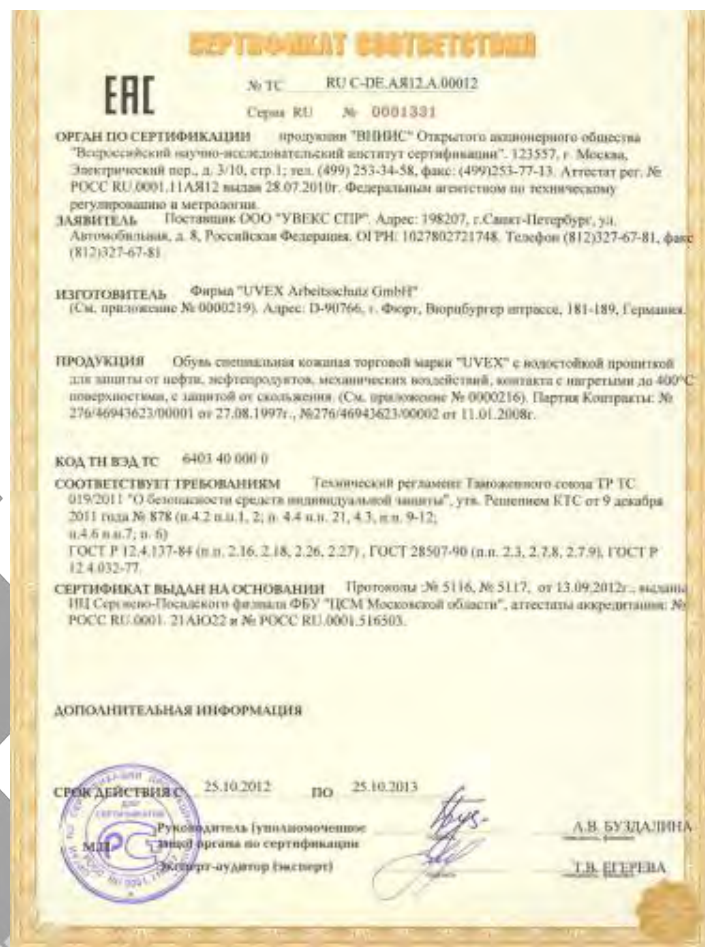 СЕРТИФИКАТ СООТВЕТСТВИЯ
ЕАС
№ ТС RU C-DE.АЯ12.А.00012
Серия RU № 0001331
ОРГАН ПО СЕРТИФИКАЦИИ продукции "ВНИИС" Открытого акционерного общества
"Всероссийский научно-исследовательский институт сертификации". 123557, г. Москва,
Электрический пер., д. 3/10, стр.1; тел. (499) 253-34-58, факс: (499)253-77-13. Аттестат рег. №
РОСС RU.0001.11АЯ12 выдан 28.07.2010г. Федеральным агентством по техническому
регулированию и метрологии.
ЗАЯВИТЕЛЬ Поставщик ООО "УВЕКС СПР". Адрес: 198207, г.Санкт-Петербург, ул.
Автомобильная, д. 8, Российская Федерация. ОГРН: 1027802721748. Телефон (812)327-67-81, факс
(812)327-67-81
ИЗГОТОВИТЕЛЬ Фирма "UVEX Arbeitsschutz GmbH"
(См. приложение № 0000219). Адрес: D-90766, г. Фюрт, Вюрцбургер штрассе, 181-189, Германия.
ПРОДУКЦИЯ Обувь специальная кожаная торговой марки "UVEX" с водостойкой пропиткой
для защиты от нефти, нефтепродуктов, механических воздействий, контакта с нагретыми до 400°С
поверхностями, с защитой от скольжения. (См. приложение № 0000216). Партия Контракты: №
276/46943623/00001 от 27.08.1997г., №276/46943623/00002 от 11.01.2008г.
КОД ТН ВЭД ТС 6403 40 000 0
СООТВЕТСТВУЕТ ТРЕБОВАНИЯМ Технический регламент Таможенного союза ТР ТС
019/2011 "О безопасности средств индивидуальной защиты", утв. Решением КТС от 9 декабря
2011 года № 878 (п.4.2 п.п.1, 2; п. 4.4 п.п. 21, 4.3, п.п. 9-12;
п.4.6 п.п.7; п. 6)
ГОСТ Р 12.4.137-84 (п.п. 2.16, 2.18, 2.26, 2.27) , ГОСТ 28507-90 (п.п. 2.3, 2.7.8, 2.7.9), ГОСТ Р
12.4.032-77.
СЕРТИФИКАТ ВЫДАН НА ОСНОВАНИИ Протоколы :№ 5116, № 5117, от 13.09.2012г., выданы
ИЦ Сергиево-Посадского филиала ФБУ "ЦСМ Московской области", аттестаты аккредитации: №
РОСС RU.0001. 21АЮ22 и № РОСС RU.0001.516503.
ДОПОЛНИТЕЛЬНАЯ ИНФОРМАЦИЯ
СРОК ДЕЙСТВИЯ С 25.10.2012 ПО 25.10.2013
М.П.
Руководитель (уполномоченное
лицо) органа по сертификации
А.В. БУЗДАЛИНА
Эксперт-аудитор (эксперт)
Т.В. ЕГЕРЕВА